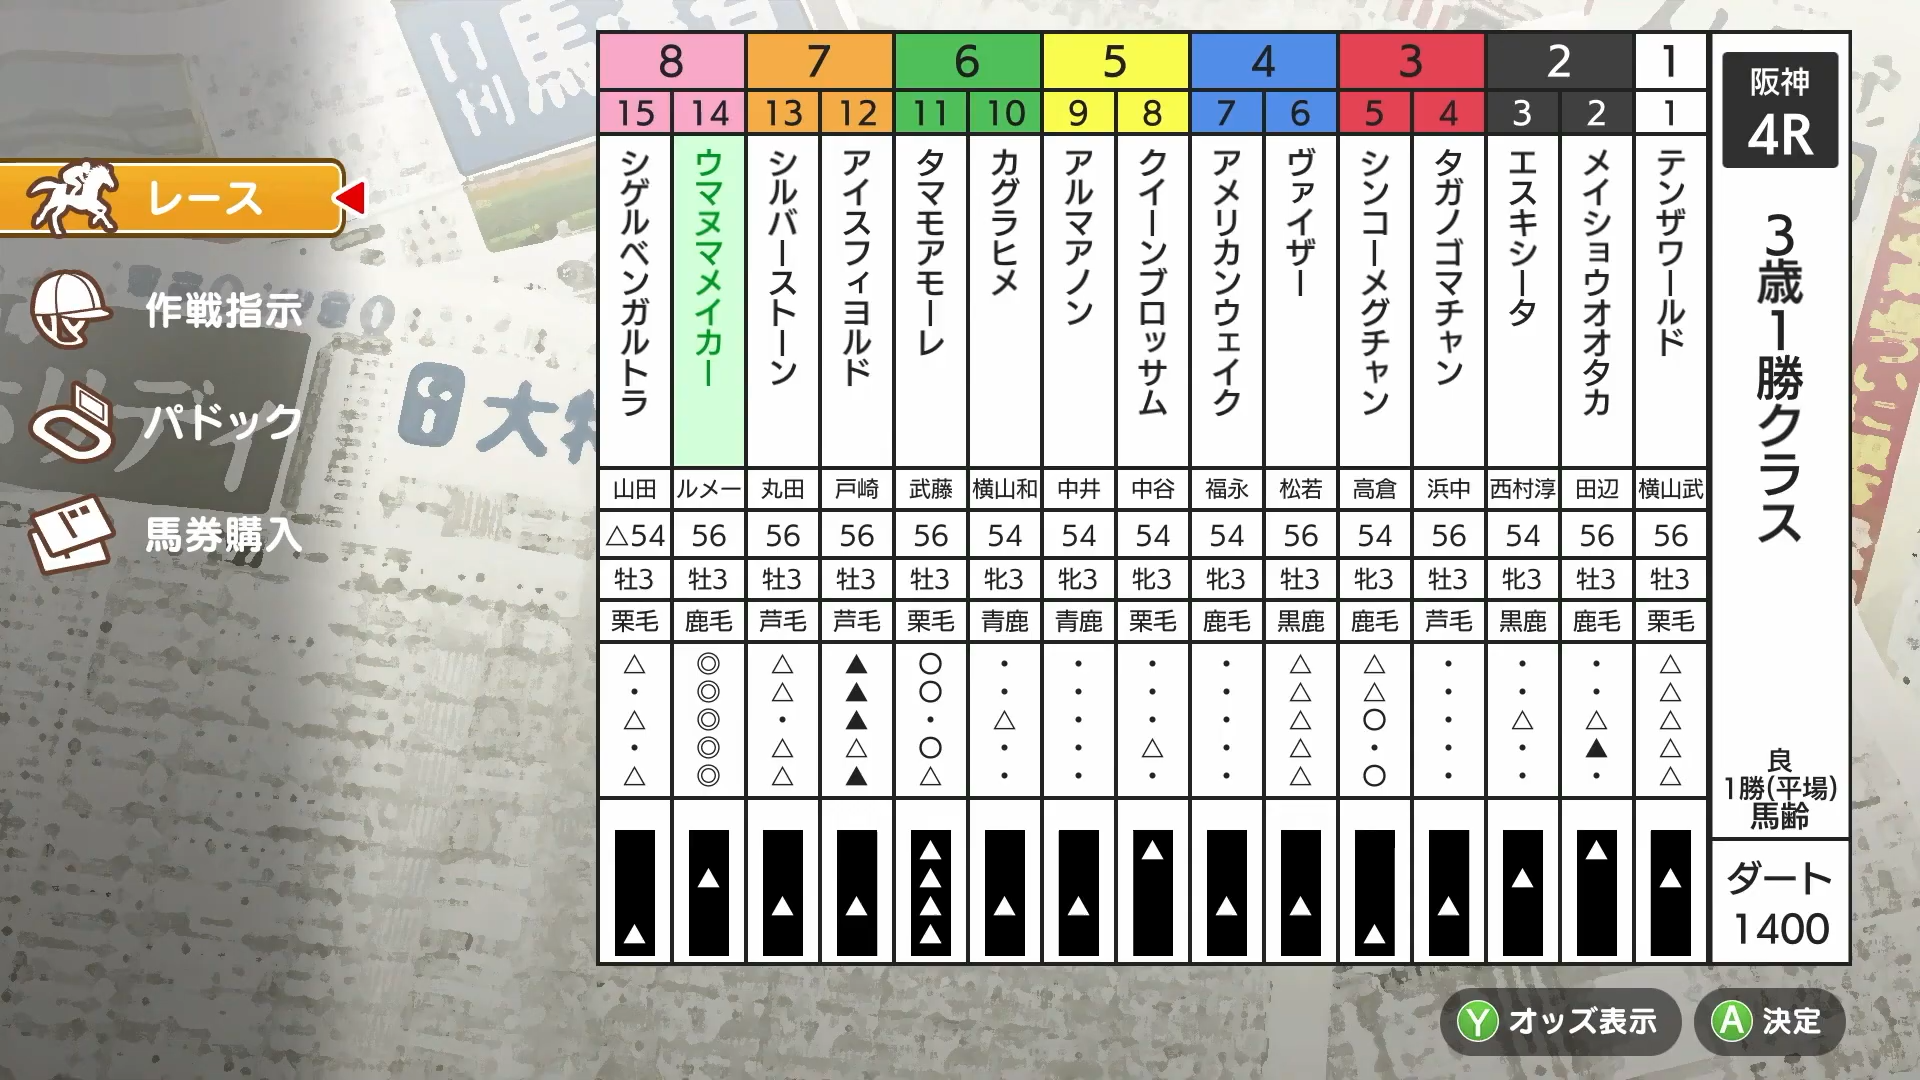 レース
作戦指示
パドック
馬券購入
阪神
4R
3歳1勝クラス
良
1勝(平場)
馬齢
ダート
1400
8 7 6 5 4 3 2 1
15 14 13 12 11 10 9 8 7 6 5 4 3 2 1
シゲルベンガルトラ
ウマヌママメイカー
シルバーストーン
アイスフィヨルド
タマモアモーレ
カグラヒメ
アルマアノン
クイーンブロッサム
アメリカンウェイク
ヴァイザー
シンコーメグチャン
タガノゴマチャン
エスキシータ
メイショウオオタカ
テンザワールド
山田 ルメー 丸田 戸崎 武藤 横山和 中井 中谷 福永 松若 高倉 浜中 西村淳 田辺 横山武
△54 56 56 56 56 54 54 54 54 56 54 56 54 56 56
牡3 牡3 牡3 牡3 牡3 牝3 牝3 牝3 牝3 牡3 牝3 牡3 牝3 牡3 牡3
栗毛 鹿毛 芦毛 芦毛 栗毛 青鹿 青鹿 栗毛 鹿毛 黒鹿 鹿毛 芦毛 黒鹿 鹿毛 栗毛
△ ◎ △ ▲ ○ ・ ・ ・ ・ △ △ ・ ・ ・ △
・ ◎ △ ▲ ○ ・ ・ ・ ・ △ △ ・ ・ ・ △
△ ◎ ・ ▲ ・ △ ・ ・ ・ △ ○ ・ △ △ △
・ ◎ △ △ ○ ・ ・ △ ・ △ ・ ・ ・ ▲ △
△ ◎ △ ▲ △ ・ ・ ・ ・ △ ○ ・ ・ ・ △
Y オッズ表示
A 決定